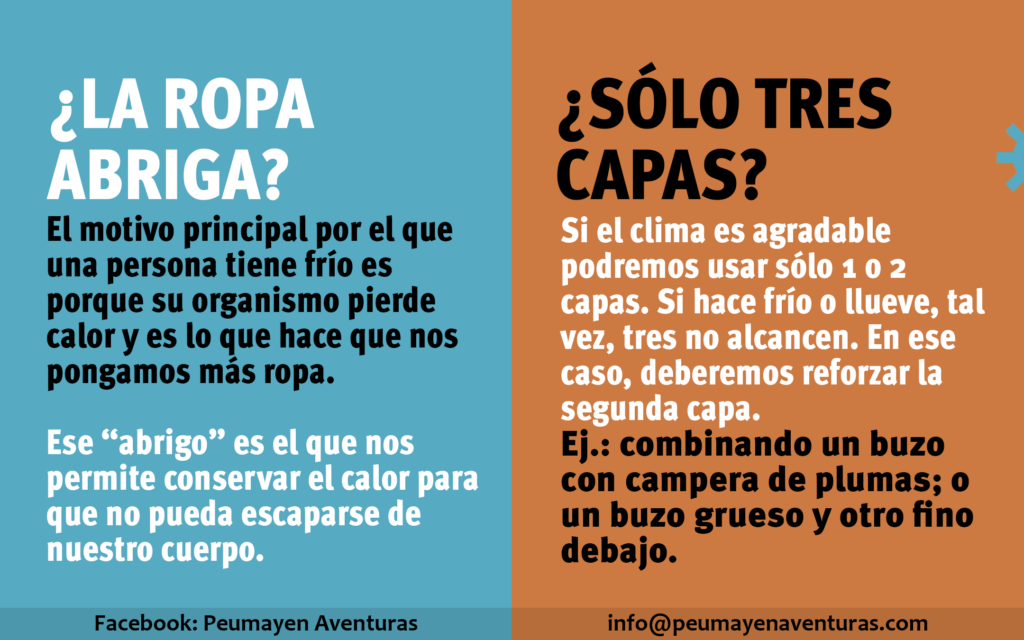 ¿LA ROPA
ABRIGA?
El motivo principal por el que
una persona tiene frío es
porque su organismo pierde
calor y es lo que hace que nos
pongamos más ropa.
Ese “abrigo” es el que nos
permite conservar el calor para
que no pueda escaparse de
nuestro cuerpo.
¿SÓLO TRES
CAPAS?
Si el clima es agradable
podremos usar sólo 1 o 2
capas. Si hace frío o llueve, tal
vez, tres no alcancen. En ese
caso, deberemos reforzar la
segunda capa.
Ej.: combinando un buzo
con campera de plumas; o
un buzo grueso y otro fino
debajo.
Facebook: Peumayen Aventuras
info@peumayenaventuras.com